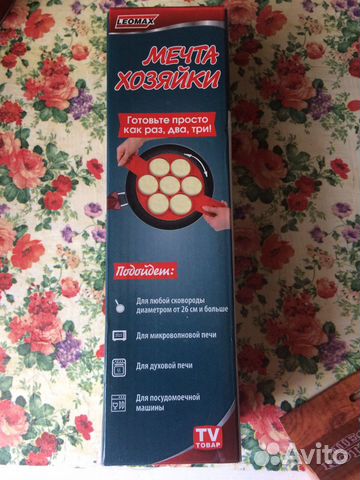 LEOMAX
МЕЧТА
ХОЗЯЙКИ
Готовьте просто
как раз, два, три!
Подойдет:
Для любой сковороды
диаметром от 26 см и больше
Для микроволновой печи
Для духовой печи
Для посудомоечной
машины
TV
ТОВАР
Avito